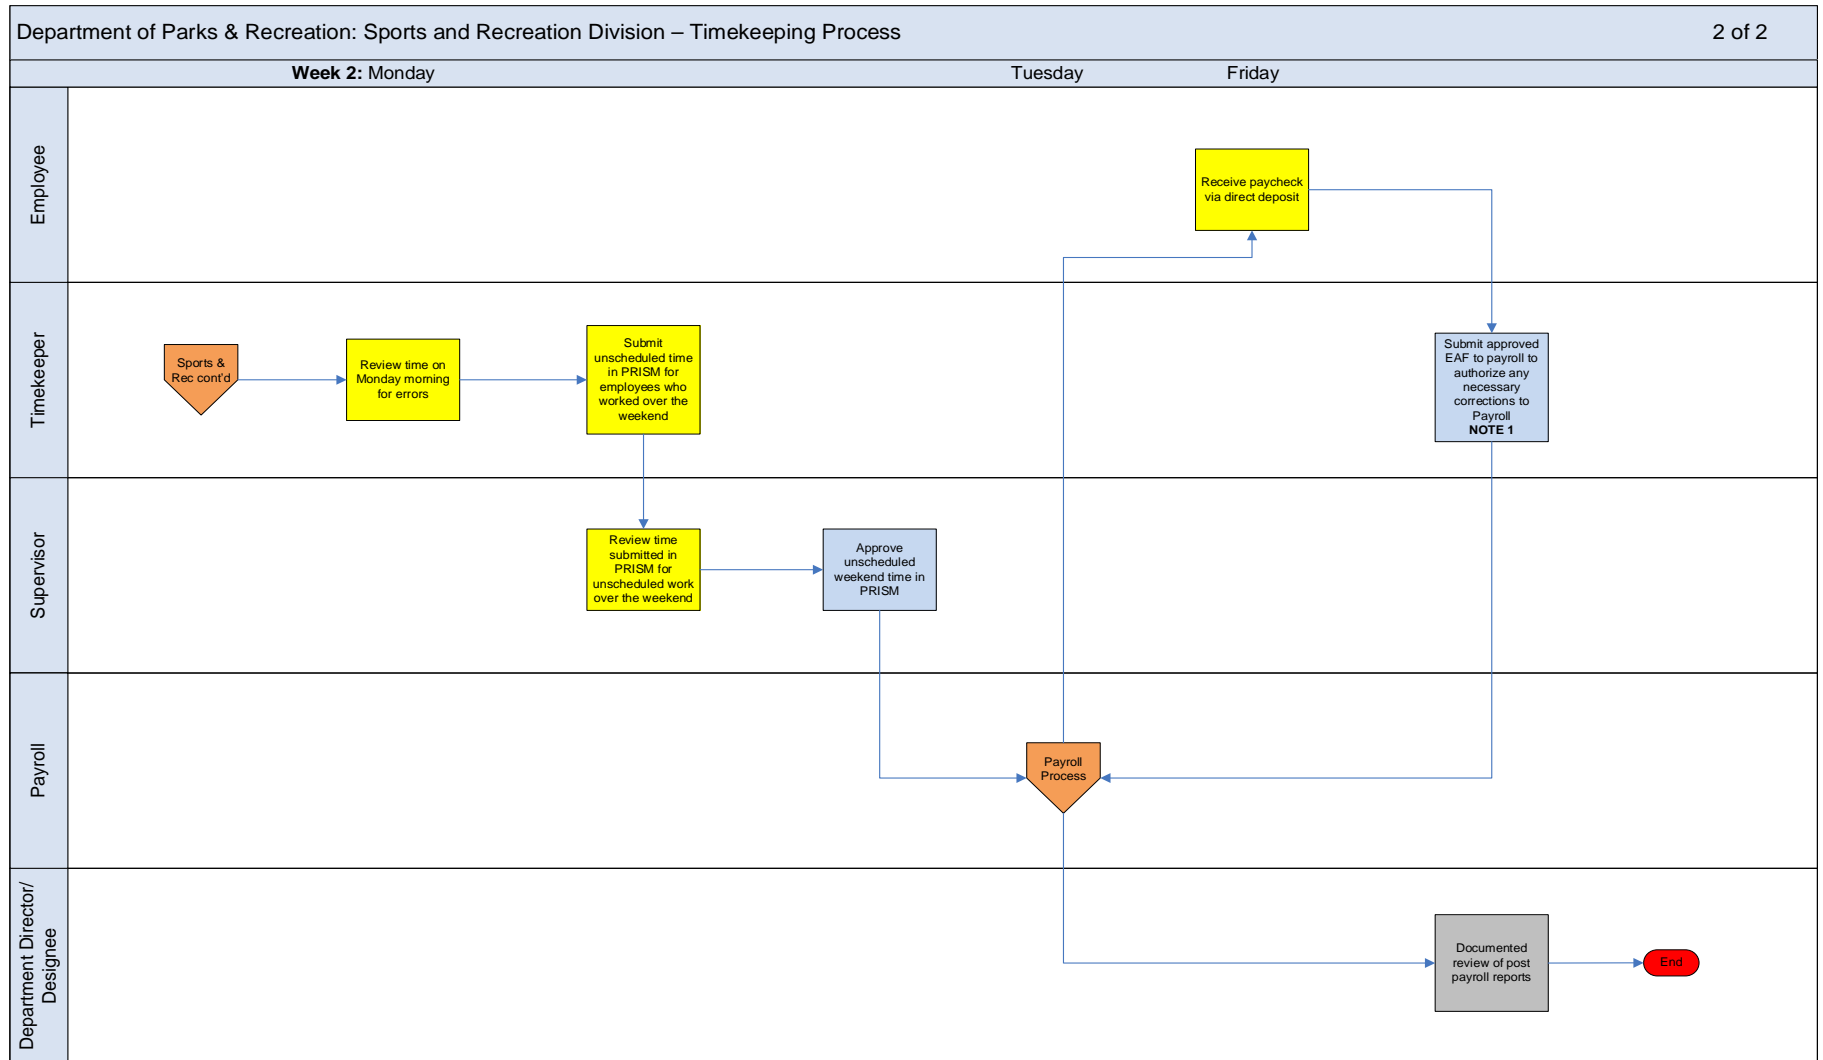 Department of Parks & Recreation: Sports and Recreation Division – Timekeeping Process
2 of 2
Week 2: Monday
Tuesday
Friday
Employee
Receive paycheck
via direct deposit
Timekeeper
Sports &
Rec cont'd
Review time on
Monday morning
for errors
Submit
unscheduled time
in PRISM for
employees who
worked over the
weekend
Submit approved
EAF to payroll to
authorize any
necessary
corrections to
Payroll
NOTE 1
Supervisor
Review time
submitted in
PRISM for
unscheduled work
over the weekend
Approve
unscheduled
weekend time in
PRISM
Payroll
Payroll
Process
Department Director/
Designee
Documented
review of post
payroll reports
End